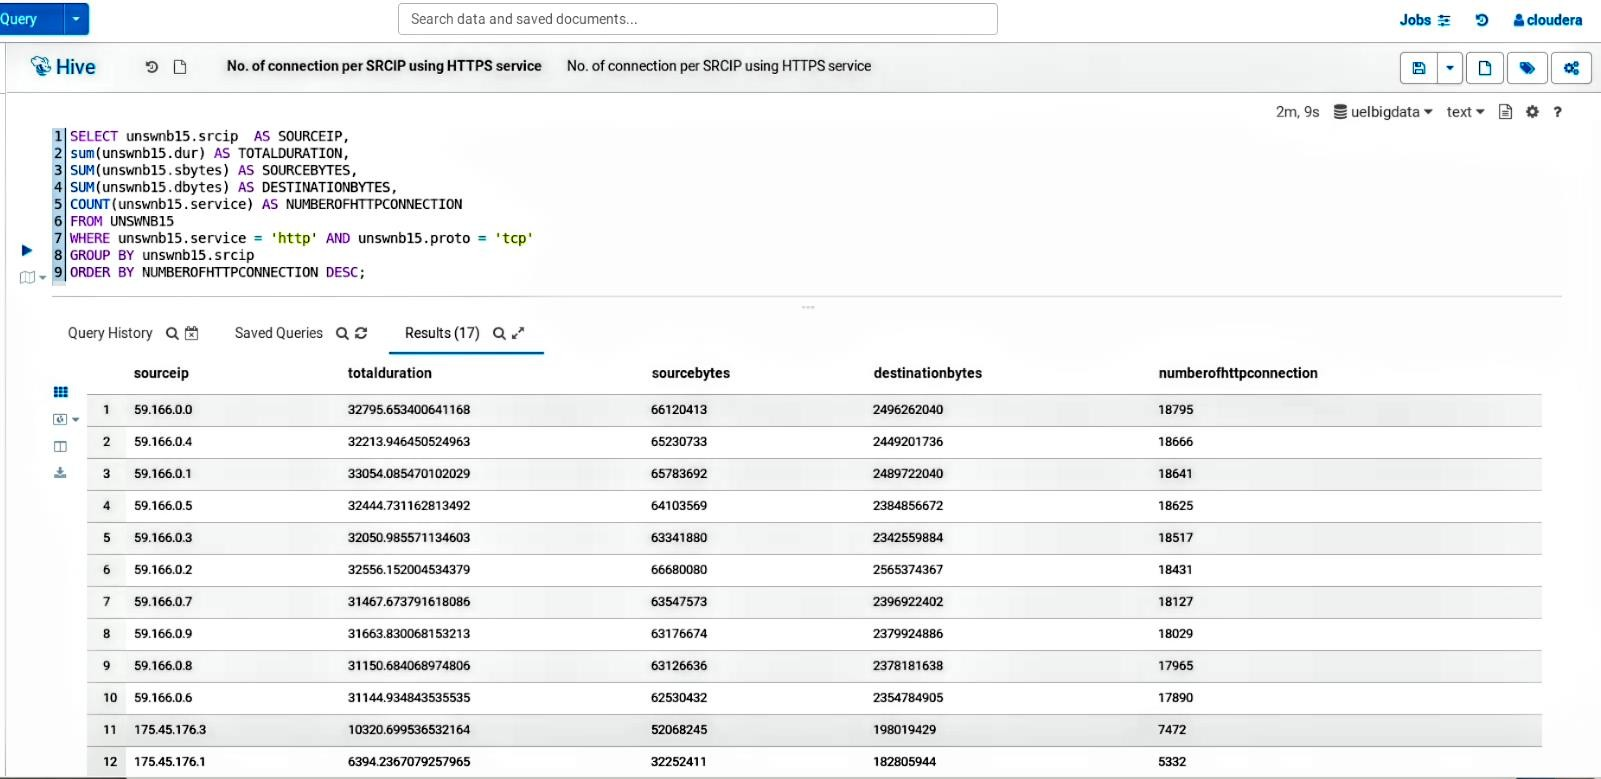 Query
Search data and saved documents...
Jobs
cloudera
Hive
No. of connection per SRCIP using HTTPS service
No. of connection per SRCIP using HTTPS service
2m, 9s uelbigdata text ?
1 SELECT unswnb15.srcip  AS SOURCEIP,
2 sum(unswnb15.dur) AS TOTALDURATION,
3 SUM(unswnb15.sbytes) AS SOURCEBYTES,
4 SUM(unswnb15.dbytes) AS DESTINATIONBYTES,
5 COUNT(unswnb15.service) AS NUMBEROFHTTPCONNECTION
6 FROM UNSWNB15
7 WHERE unswnb15.service = 'http' AND unswnb15.proto = 'tcp'
8 GROUP BY unswnb15.srcip
9 ORDER BY NUMBEROFHTTPCONNECTION DESC;
Query History Saved Queries Results (17)
sourceip totalduration sourcebytes destinationbytes numberofhttpconnection
1 59.166.0.0 32795.653400641168 66120413 2496262040 18795
2 59.166.0.4 32213.946450524963 65230733 2449201736 18666
3 59.166.0.1 33054.085470102029 65783692 2489722040 18641
4 59.166.0.5 32444.731162813492 64103569 2384856672 18625
5 59.166.0.3 32050.985571134603 63341880 2342559884 18517
6 59.166.0.2 32556.152004534379 66680080 2565374367 18431
7 59.166.0.7 31467.673791618086 63547573 2396922402 18127
8 59.166.0.9 31663.830068153213 63176674 2379924886 18029
9 59.166.0.8 31150.684068974806 63126636 2378181638 17965
10 59.166.0.6 31144.934843535535 62530432 2354784905 17890
11 175.45.176.3 10320.699536532164 52068245 198019429 7472
12 175.45.176.1 6394.2367079257965 32252411 182805944 5332